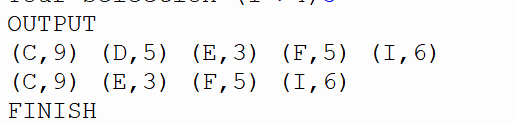 OUTPUT
(C,9) (D,5) (E,3) (F,5) (I,6)
(C,9) (E,3) (F,5) (I,6)
FINISH